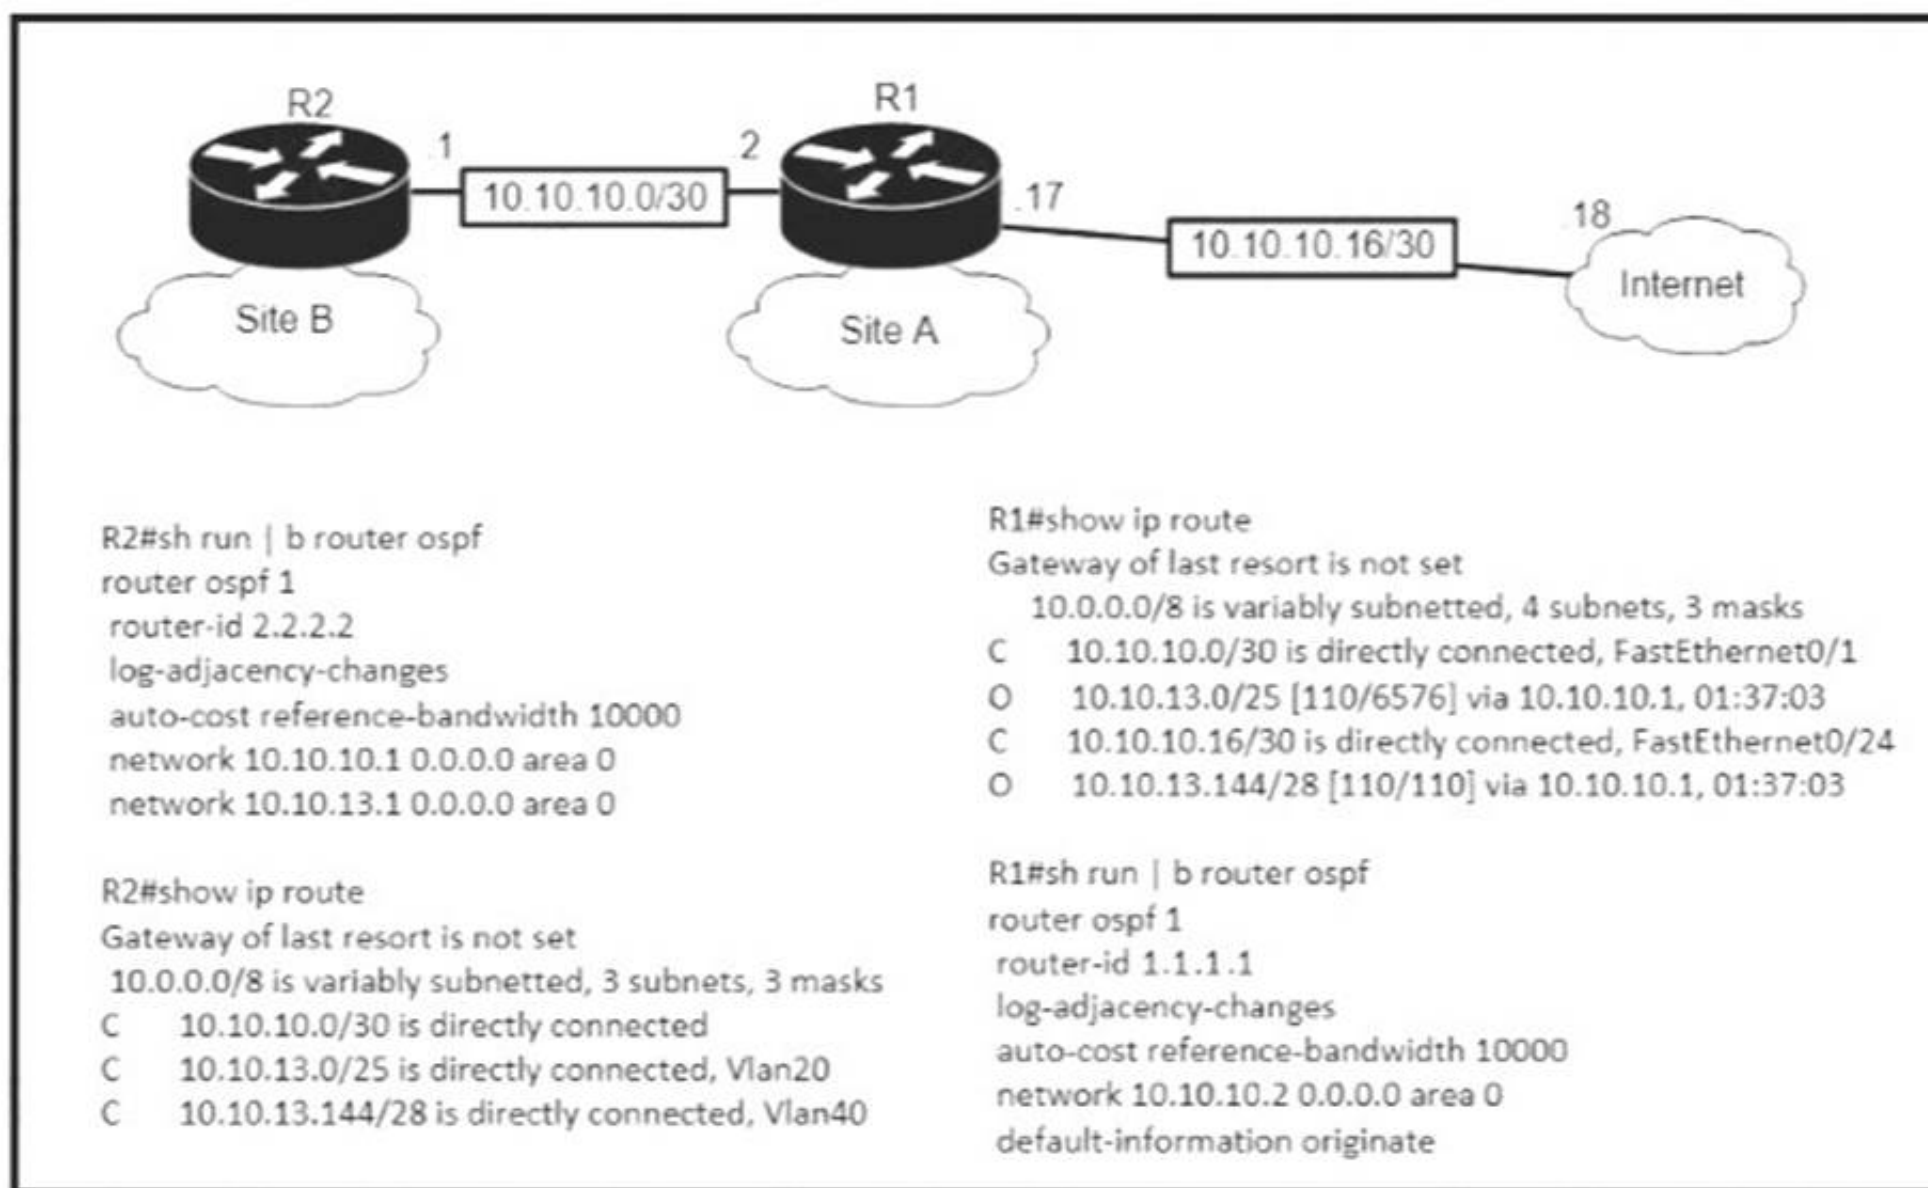 R2
R1
.1
.2
10.10.10.0/30
.17
10.10.10.16/30
.18
Internet
Site B
Site A
R2#sh run | b router ospf
router ospf 1
router-id 2.2.2.2
log-adjacency-changes
auto-cost reference-bandwidth 10000
network 10.10.10.1 0.0.0.0 area 0
network 10.10.13.1 0.0.0.0 area 0
R2#show ip route
Gateway of last resort is not set
10.0.0.0/8 is variably subnetted, 3 subnets, 3 masks
C 10.10.10.0/30 is directly connected
C 10.10.13.0/25 is directly connected, Vlan20
C 10.10.13.144/28 is directly connected, Vlan40
R1#show ip route
Gateway of last resort is not set
10.0.0.0/8 is variably subnetted, 4 subnets, 3 masks
C 10.10.10.0/30 is directly connected, FastEthernet0/1
O 10.10.13.0/25 [110/6576] via 10.10.10.1, 01:37:03
C 10.10.10.16/30 is directly connected, FastEthernet0/24
O 10.10.13.144/28 [110/110] via 10.10.10.1, 01:37:03
R1#sh run | b router ospf
router ospf 1
router-id 1.1.1.1
log-adjacency-changes
auto-cost reference-bandwidth 10000
network 10.10.10.2 0.0.0.0 area 0
default-information originate